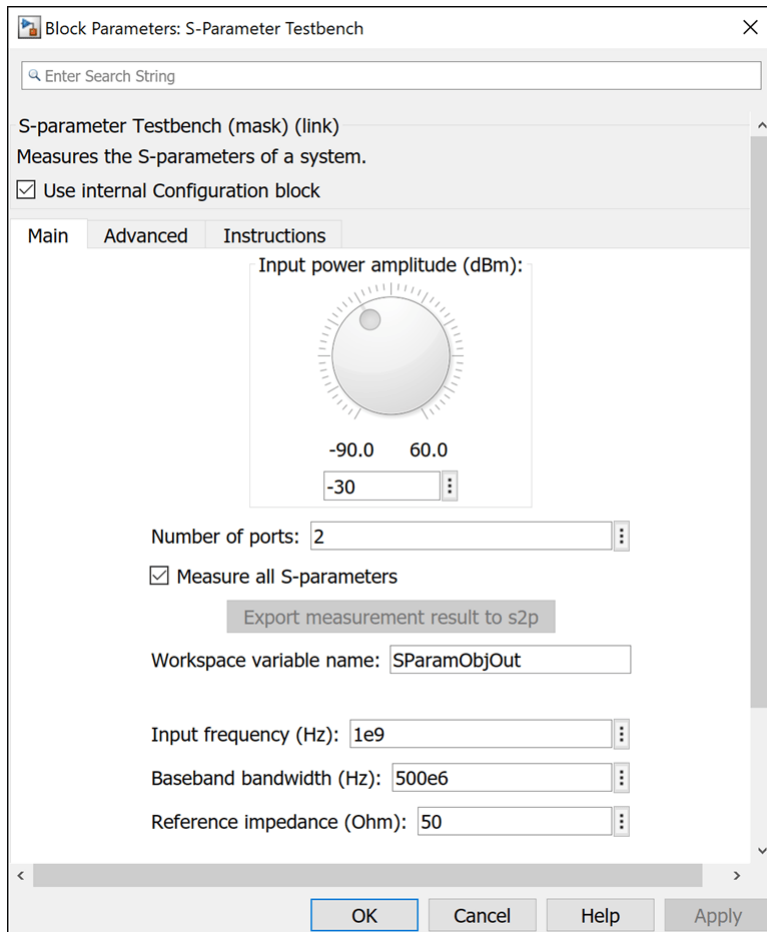 Block Parameters: S-Parameter Testbench
Enter Search String
S-parameter Testbench (mask) (link)
Measures the S-parameters of a system.
Use internal Configuration block
Main Advanced Instructions
Input power amplitude (dBm):
-90.0 60.0
-30
Number of ports: 2
Measure all S-parameters
Export measurement result to s2p
Workspace variable name: SParamObjOut
Input frequency (Hz): 1e9
Baseband bandwidth (Hz): 500e6
Reference impedance (Ohm): 50
OK Cancel Help Apply